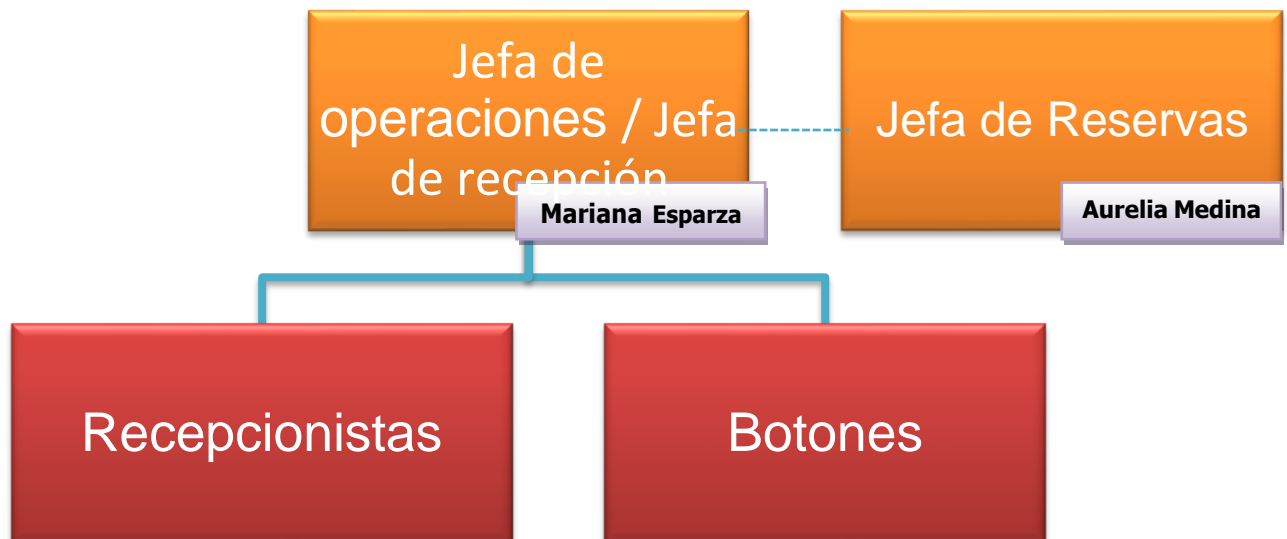 Jefa de
operaciones / Jefa
de recepción
Mariana Esparza
Jefa de Reservas
Aurelia Medina
Recepcionistas
Botones